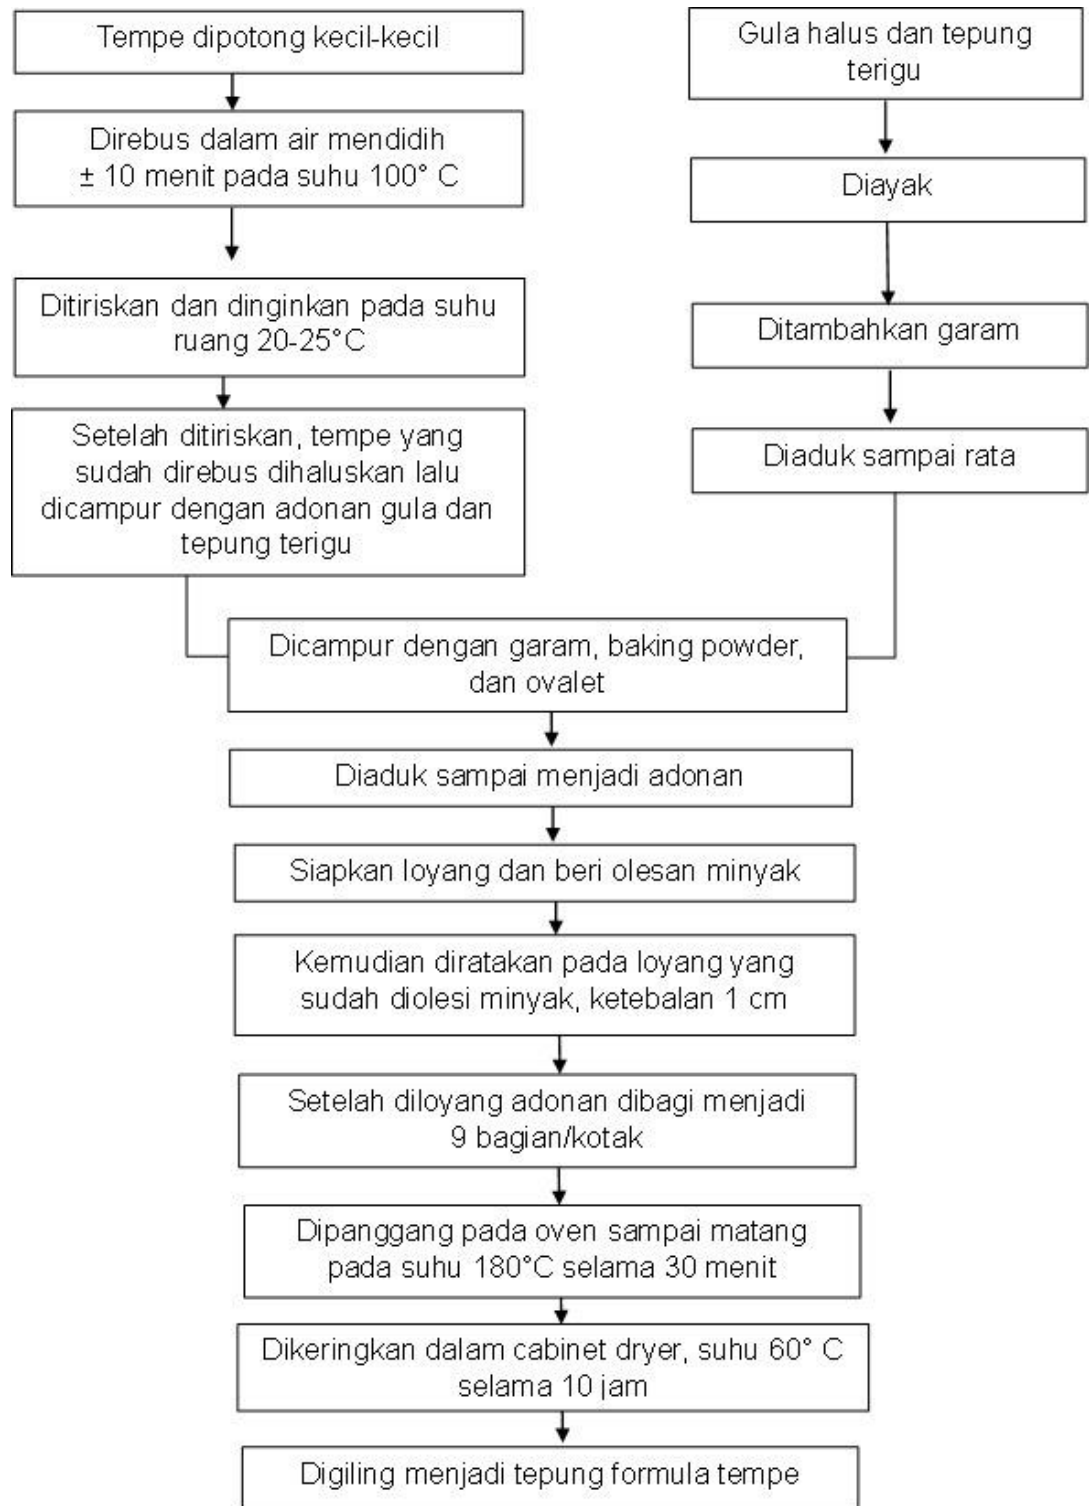 Tempe dipotong kecil-kecil
Direbus dalam air mendidih
± 10 menit pada suhu 100° C
Ditiriskan dan dinginkan pada suhu
ruang 20-25°C
Setelah ditiriskan, tempe yang
sudah direbus dihaluskan lalu
dicampur dengan adonan gula dan
tepung terigu
Gula halus dan tepung
terigu
Diayak
Ditambahkan garam
Diaduk sampai rata
Dicampur dengan garam, baking powder,
dan ovalet
Diaduk sampai menjadi adonan
Siapkan loyang dan beri olesan minyak
Kemudian diratakan pada loyang yang
sudah diolesi minyak, ketebalan 1 cm
Setelah diloyang adonan dibagi menjadi
9 bagian/kotak
Dipanggang pada oven sampai matang
pada suhu 180°C selama 30 menit
Dikeringkan dalam cabinet dryer, suhu 60° C
selama 10 jam
Digiling menjadi tepung formula tempe